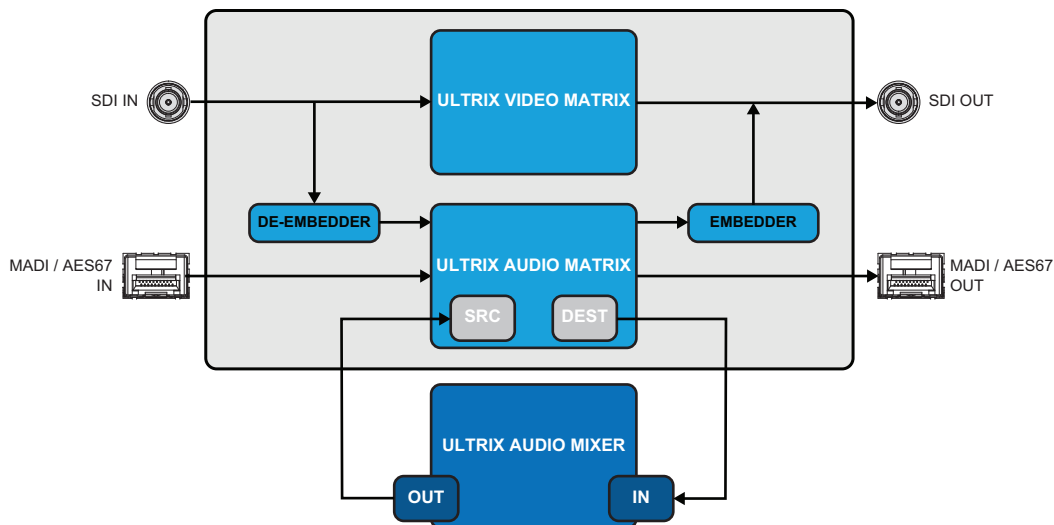 ULTRIX VIDEO MATRIX
SDI IN
SDI OUT
DE-EMBEDDER
EMBEDDER
MADI / AES67
IN
ULTRIX AUDIO MATRIX
MADI / AES67
OUT
SRC
DEST
ULTRIX AUDIO MIXER
OUT
IN